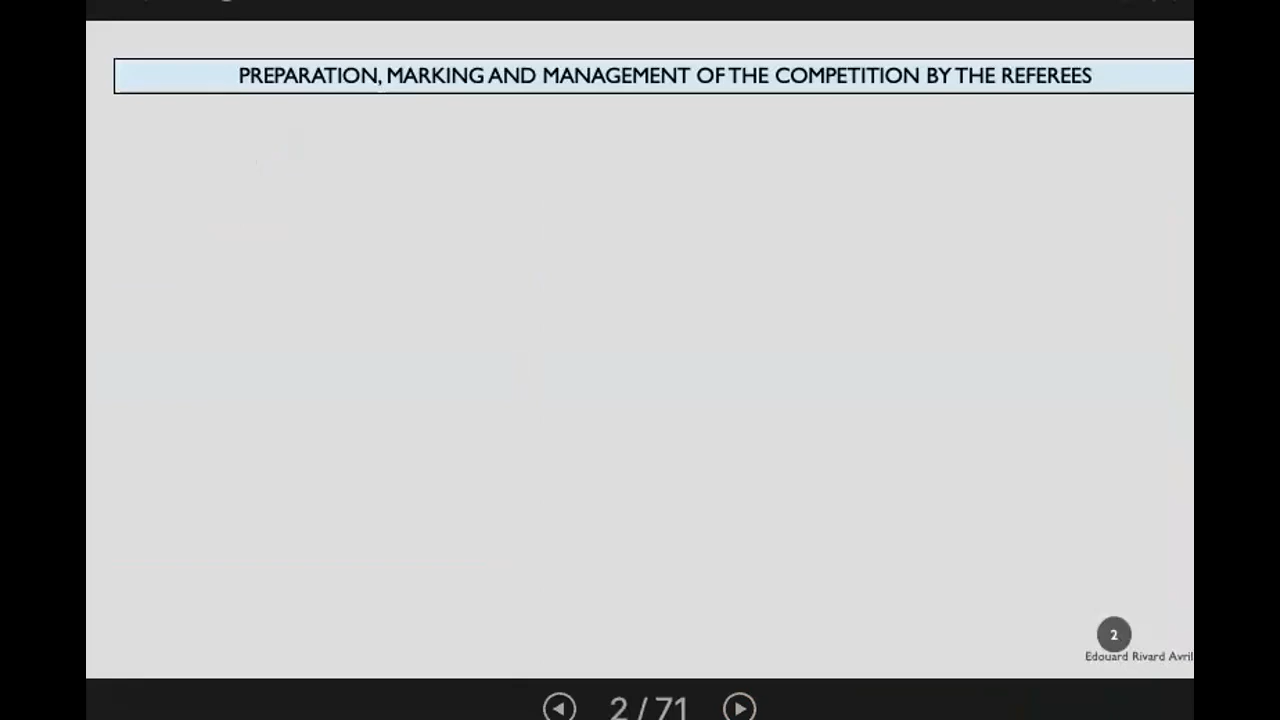 PREPARATION, MARKING AND MANAGEMENT OF THE COMPETITION BY THE REFEREES
2
Edouard Rivard Avril
2 / 71